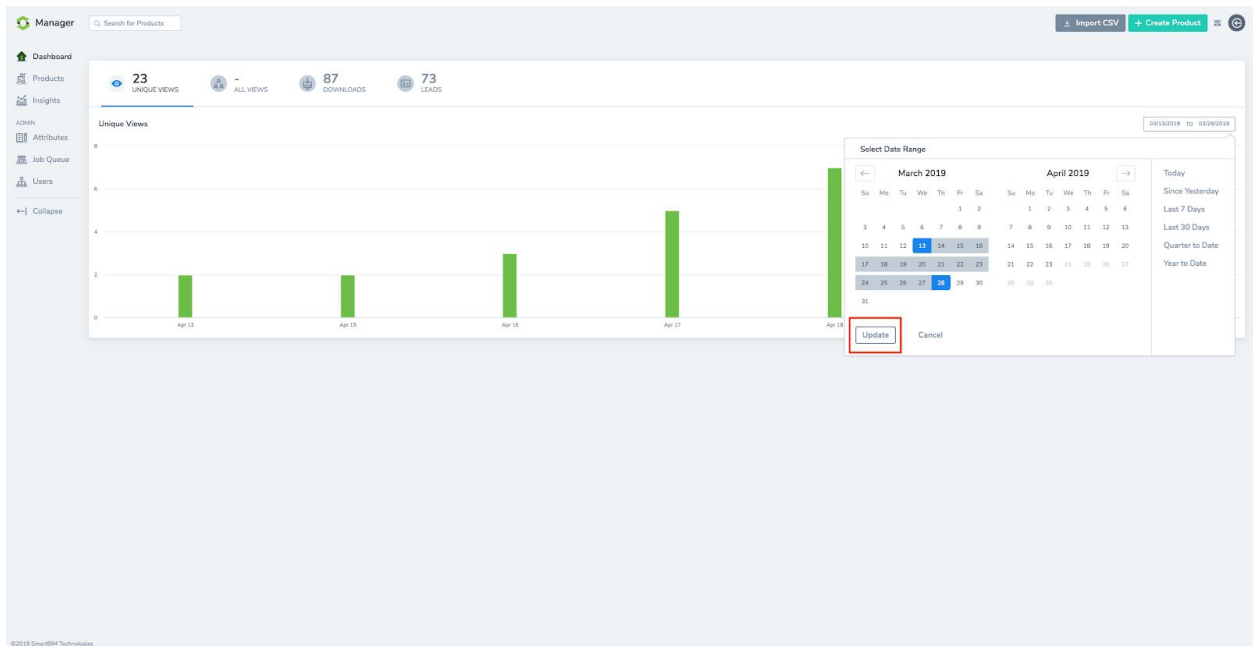 Manager
Search for Products
Import CSV
+ Create Product
Dashboard
Products
Insights
ADMIN
Attributes
Job Queue
Users
Collapse
23
UNIQUE VIEWS
-
ALL VIEWS
87
DOWNLOADS
73
LEADS
Unique Views
03/13/2019 TO 03/28/2019
8
6
4
2
0
Apr 13
Apr 15
Apr 16
Apr 17
Apr 18
Select Date Range
March 2019
Su Mo Tu We Th Fr Sa
1 2
3 4 5 6 7 8 9
10 11 12 13 14 15 16
17 18 19 20 21 22 23
24 25 26 27 28 29 30
31
April 2019
Su Mo Tu We Th Fr Sa
1 2 3 4 5 6
7 8 9 10 11 12 13
14 15 16 17 18 19 20
21 22 23 24 25 26 27
28 29 30
Update
Cancel
Today
Since Yesterday
Last 7 Days
Last 30 Days
Quarter to Date
Year to Date
©2019 SmartBIM Technologies